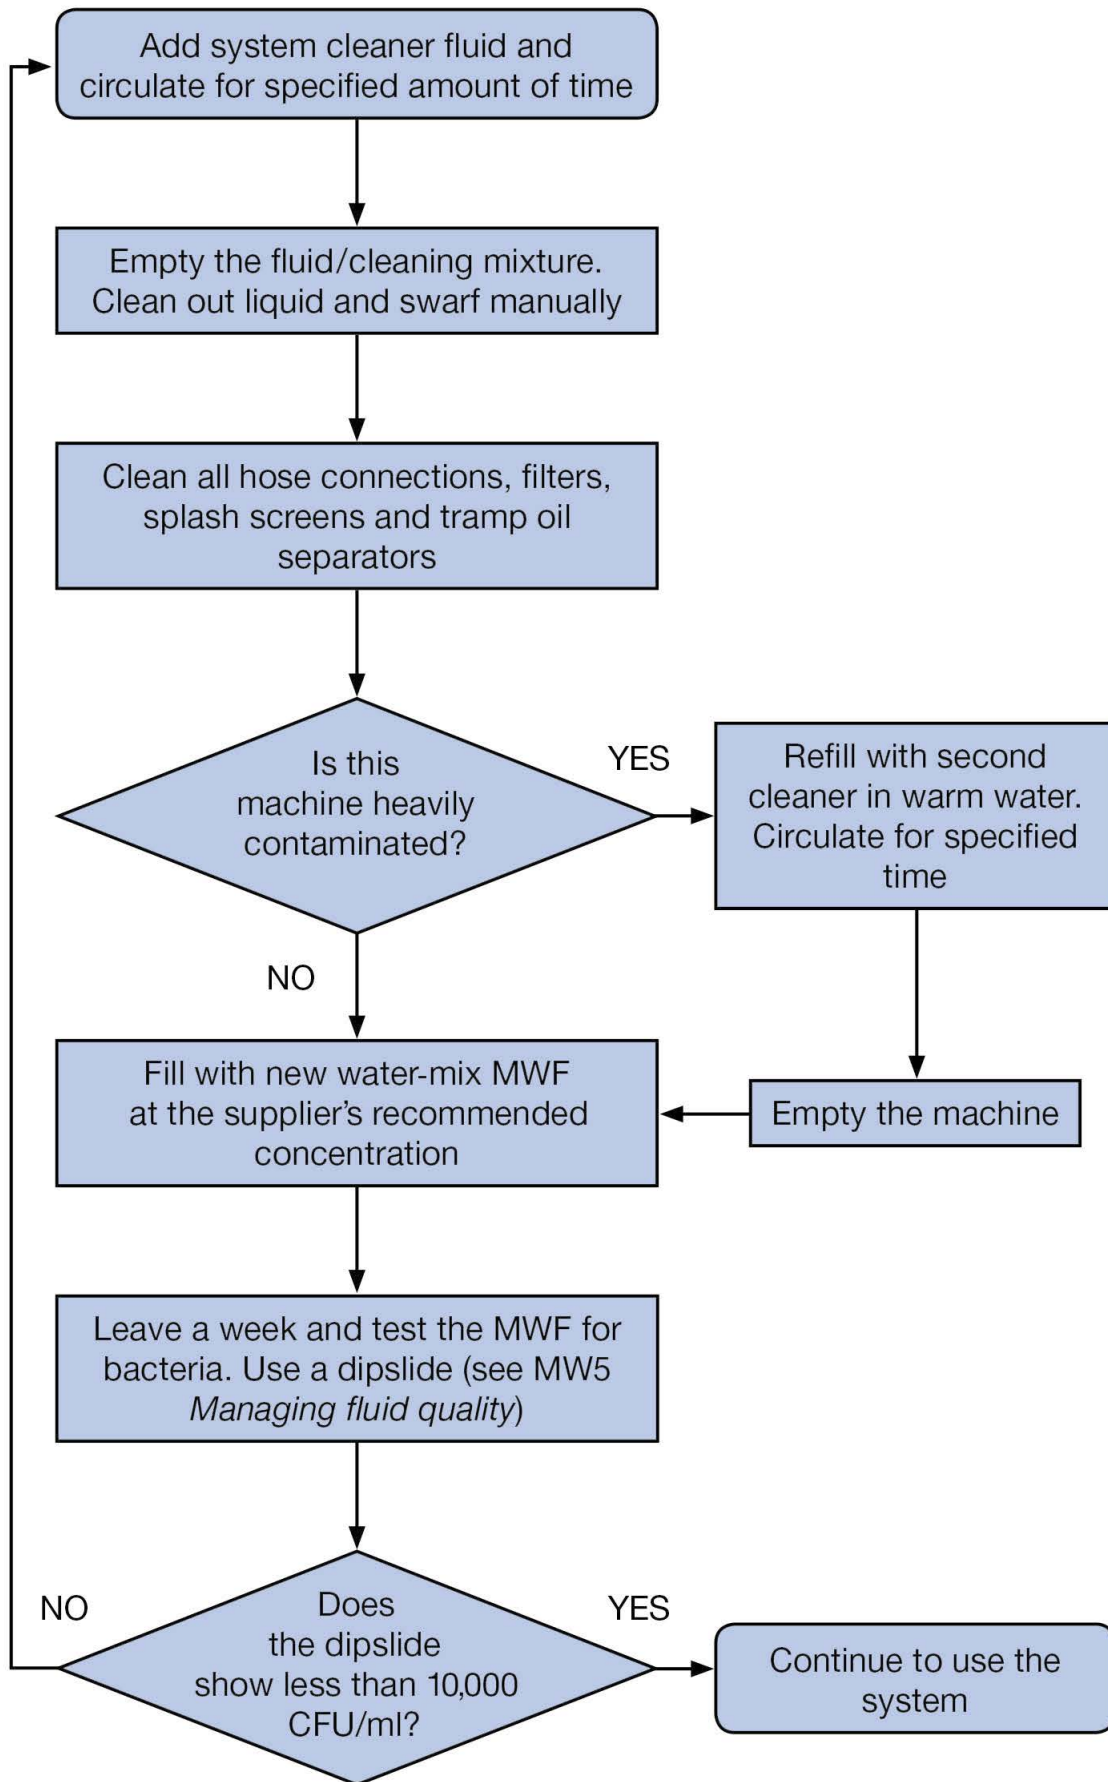 Add system cleaner fluid and
circulate for specified amount of time
Empty the fluid/cleaning mixture.
Clean out liquid and swarf manually
Clean all hose connections, filters,
splash screens and tramp oil
separators
Is this
machine heavily
contaminated?
YES
Refill with second
cleaner in warm water.
Circulate for specified
time
NO
Fill with new water-mix MWF
at the supplier’s recommended
concentration
Empty the machine
Leave a week and test the MWF for
bacteria. Use a dipslide (see MW5
Managing fluid quality)
NO
Does
the dipslide
show less than 10,000
CFU/ml?
YES
Continue to use the
system